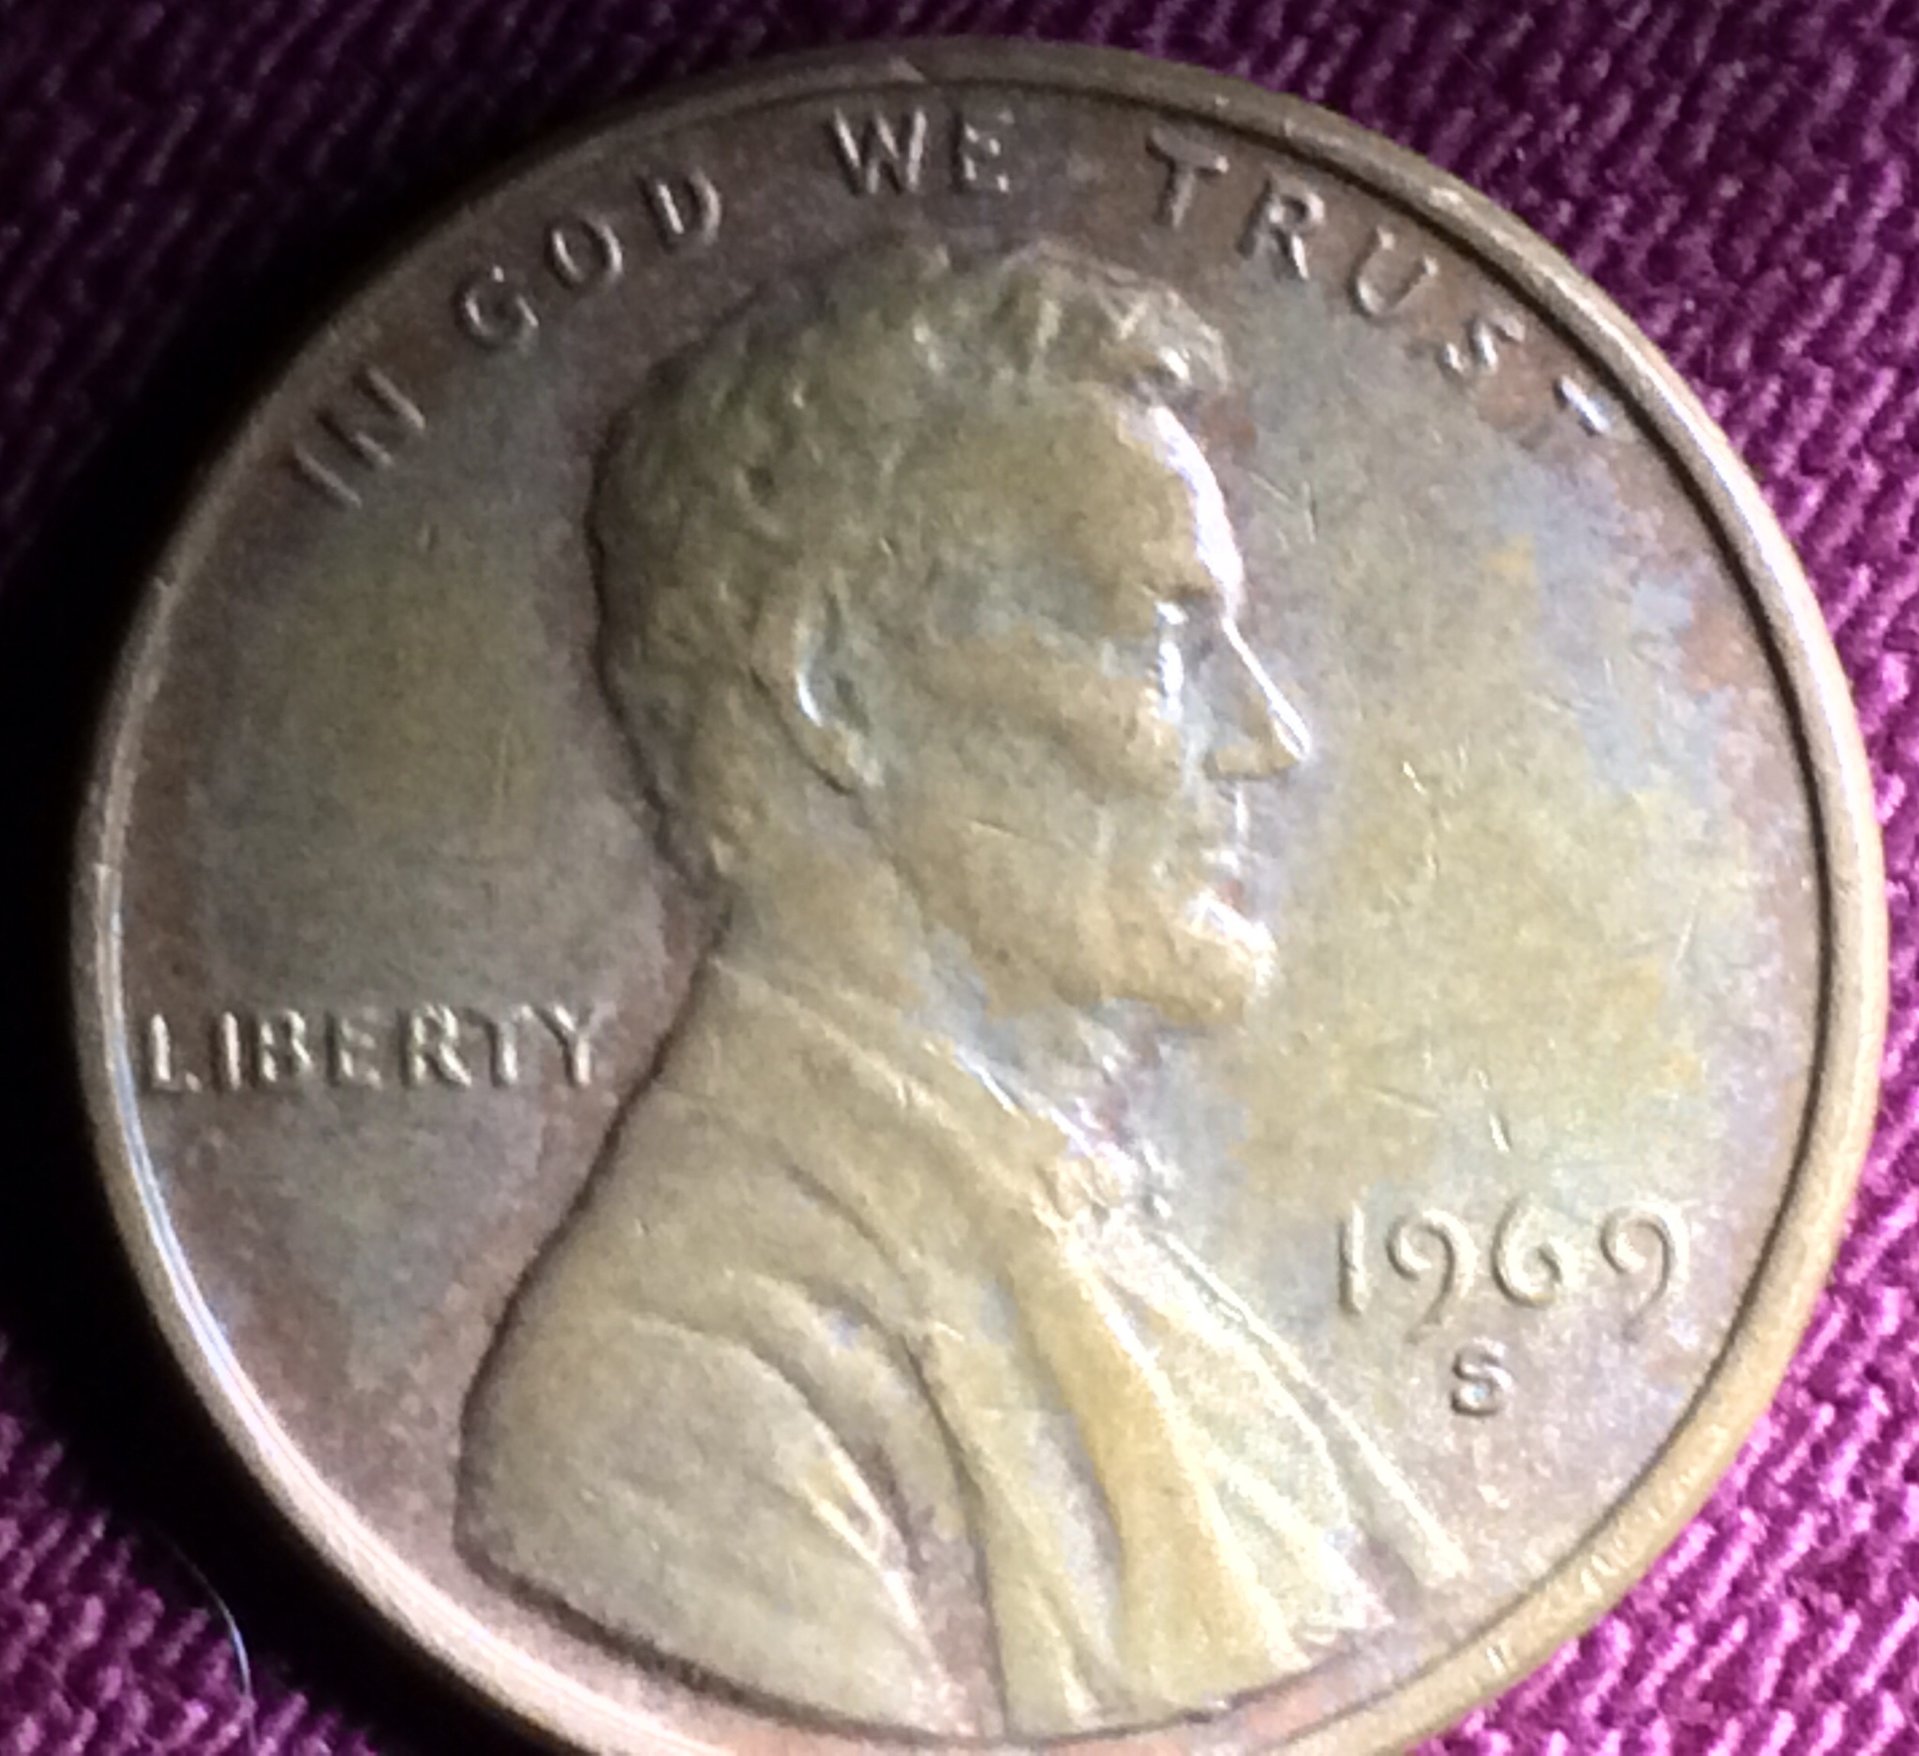 IN GOD WE TRUST
LIBERTY
1969
S